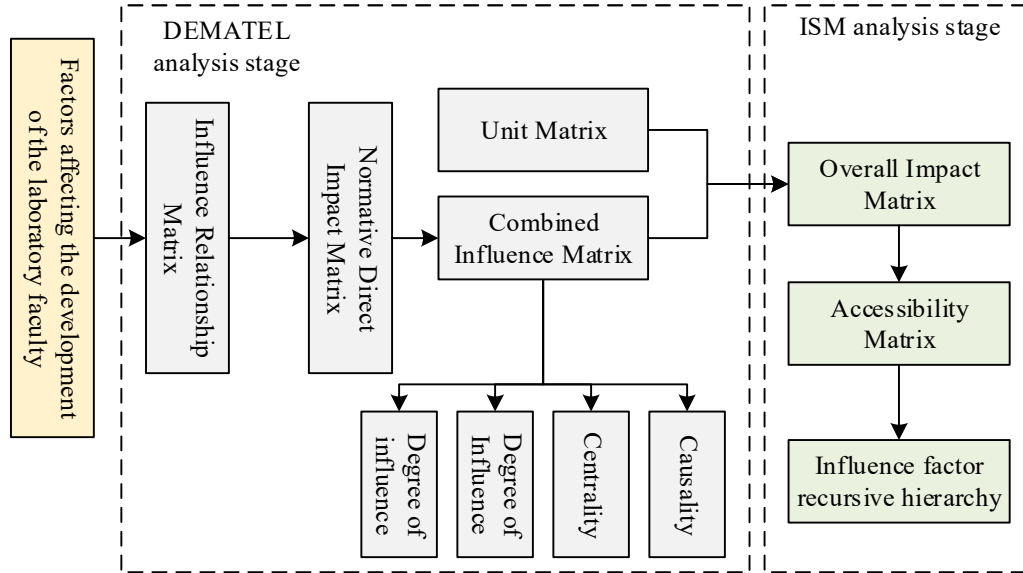 Factors affecting the development
of the laboratory faculty
DEMATEL
analysis stage
Influence Relationship
Matrix
Normative Direct
Impact Matrix
Unit Matrix
Combined
Influence Matrix
Degree of
influence
Degree of
Influence
Centrality
Causality
ISM analysis stage
Overall Impact
Matrix
Accessibility
Matrix
Influence factor
recursive hierarchy